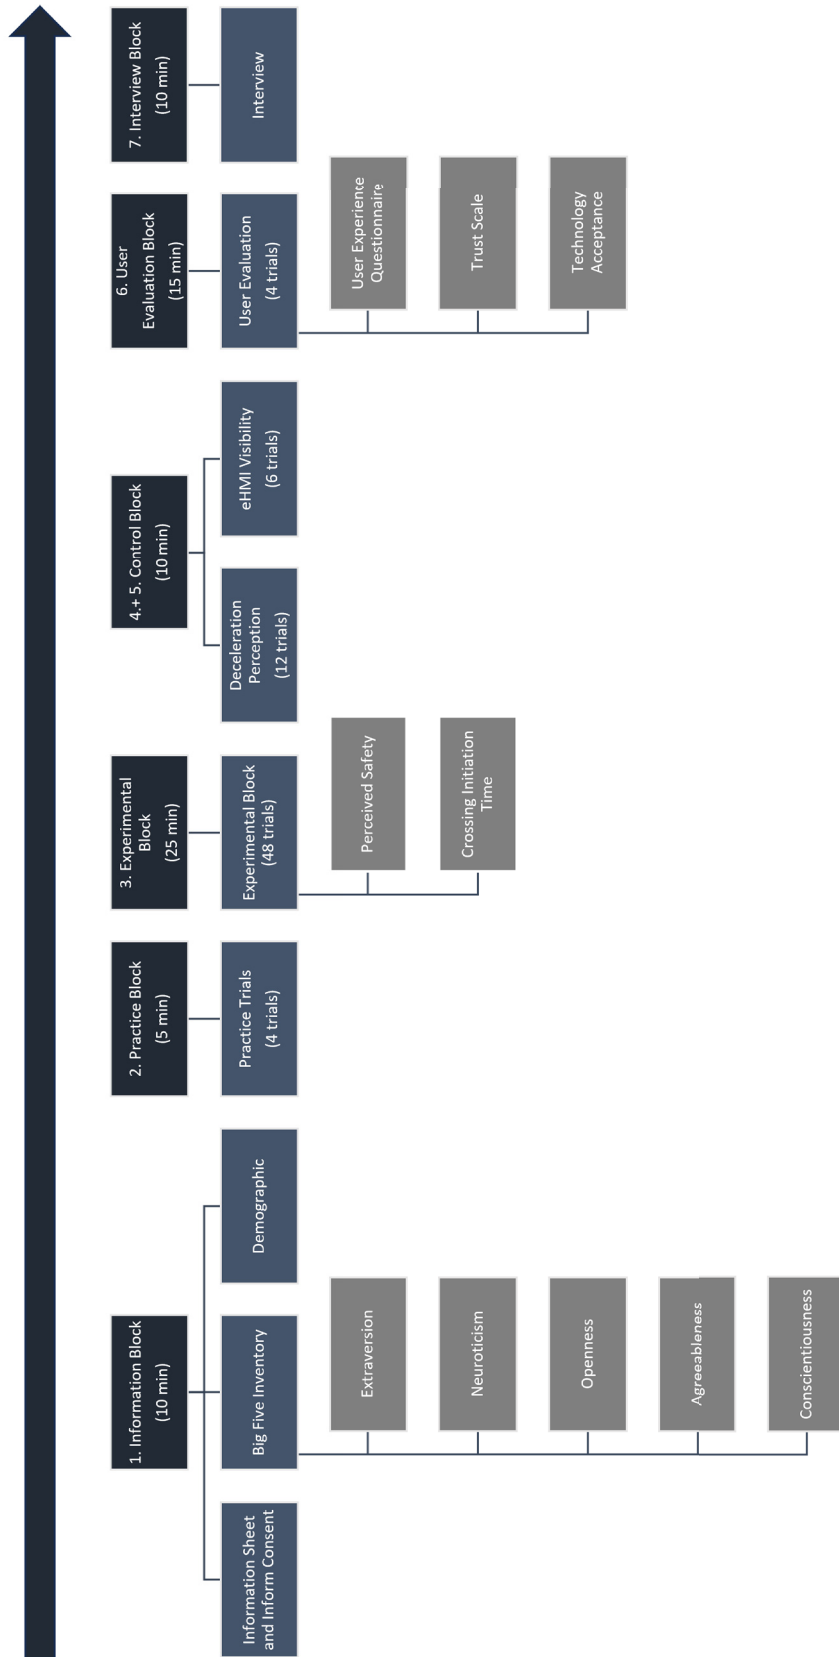 1. Information Block
(10 min)
Information Sheet
and Inform Consent
Big Five Inventory
Extraversion
Neuroticism
Openness
Agreeableness
Conscientiousness
Demographic
2. Practice Block
(5 min)
Practice Trials
(4 trials)
3. Experimental
Block
(25 min)
Experimental Block
(48 trials)
Perceived Safety
Crossing Initiation
Time
4.+ 5. Control Block
(10 min)
Deceleration
Perception
(12 trials)
eHMI Visibility
(6 trials)
6. User
Evaluation Block
(15 min)
User Evaluation
(4 trials)
User Experience
Questionnaire
Trust Scale
Technology
Acceptance
7. Interview Block
(10 min)
Interview